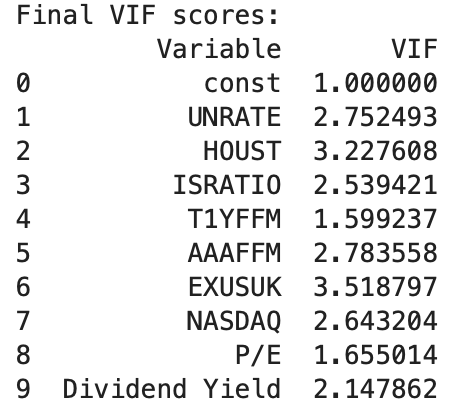 Final VIF scores:
Variable VIF
0 const 1.000000
1 UNRATE 2.752493
2 HOUST 3.227608
3 ISRATIO 2.539421
4 T1YFFM 1.599237
5 AAAFFM 2.783558
6 EXUSUK 3.518797
7 NASDAQ 2.643204
8 P/E 1.655014
9 Dividend Yield 2.147862